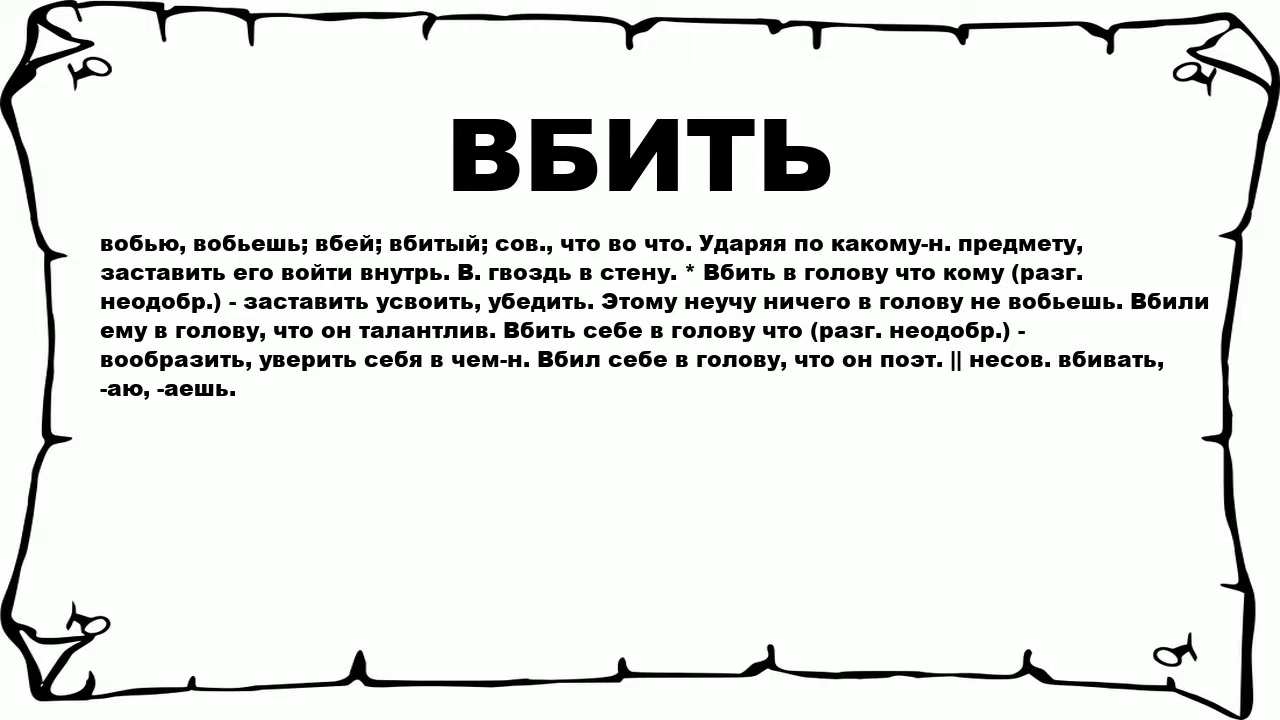 ВБИТЬ
вобью, вобьешь; вбей; вбитый; сов., что во что. Ударяя по какому-н. предмету,
заставить его войти внутрь. В. гвоздь в стену. * Вбить в голову что кому (разг.
неодобр.) - заставить усвоить, убедить. Этому неучу ничего в голову не вобьешь. Вбили
ему в голову, что он талантлив. Вбить себе в голову что (разг. неодобр.) -
вообразить, уверить себя в чем-н. Вбил себе в голову, что он поэт. || несов. вбивать,
-аю, -аешь.